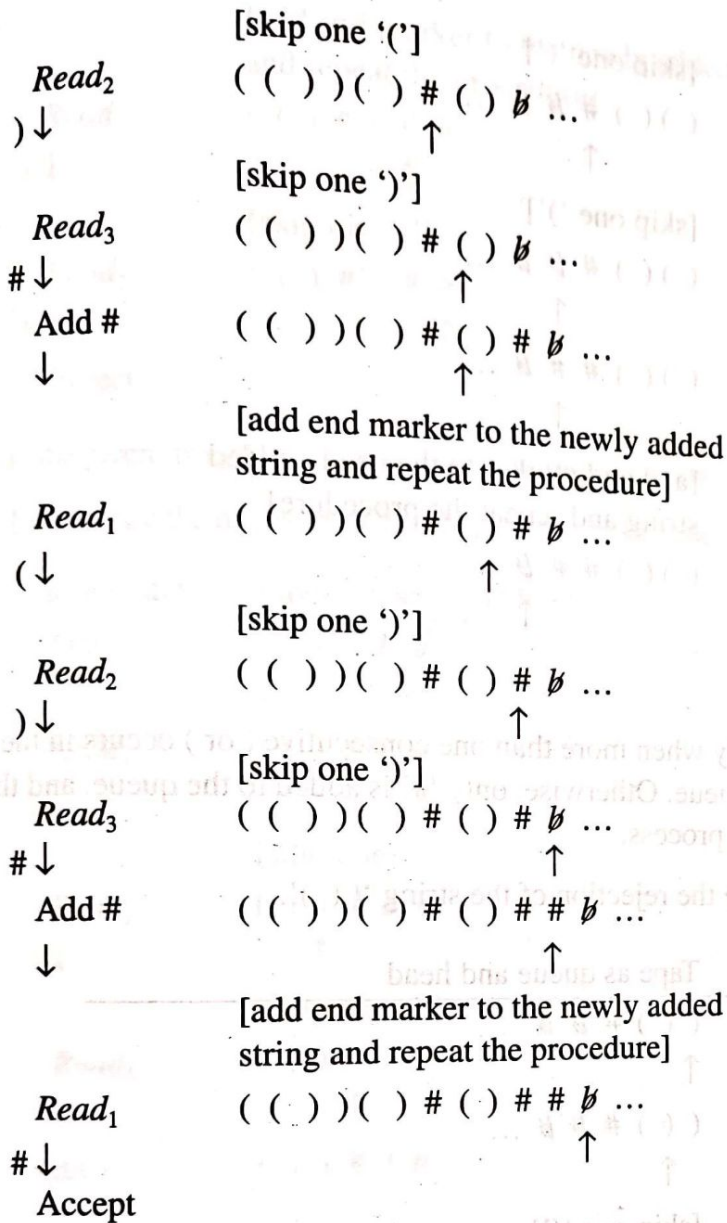 [skip one ‘(’]
Read₂ ( ( ) ) ( ) # ( ) b̸ ...
) ↓ ↑
[skip one ‘)’]
Read₃ ( ( ) ) ( ) # ( ) b̸ ...
# ↓ ↑
Add # ( ( ) ) ( ) # ( ) # b̸ ...
↓ ↑
[add end marker to the newly added
string and repeat the procedure]
Read₁ ( ( ) ) ( ) # ( ) # b̸ ...
( ↓ ↑
[skip one ‘)’]
Read₂ ( ( ) ) ( ) # ( ) # b̸ ...
) ↓ ↑
[skip one ‘)’]
Read₃ ( ( ) ) ( ) # ( ) # b̸ ...
# ↓ ↑
Add # ( ( ) ) ( ) # ( ) # # b̸ ...
↓ ↑
[add end marker to the newly added
string and repeat the procedure]
Read₁ ( ( ) ) ( ) # ( ) # # b̸ ...
# ↓ ↑
Accept